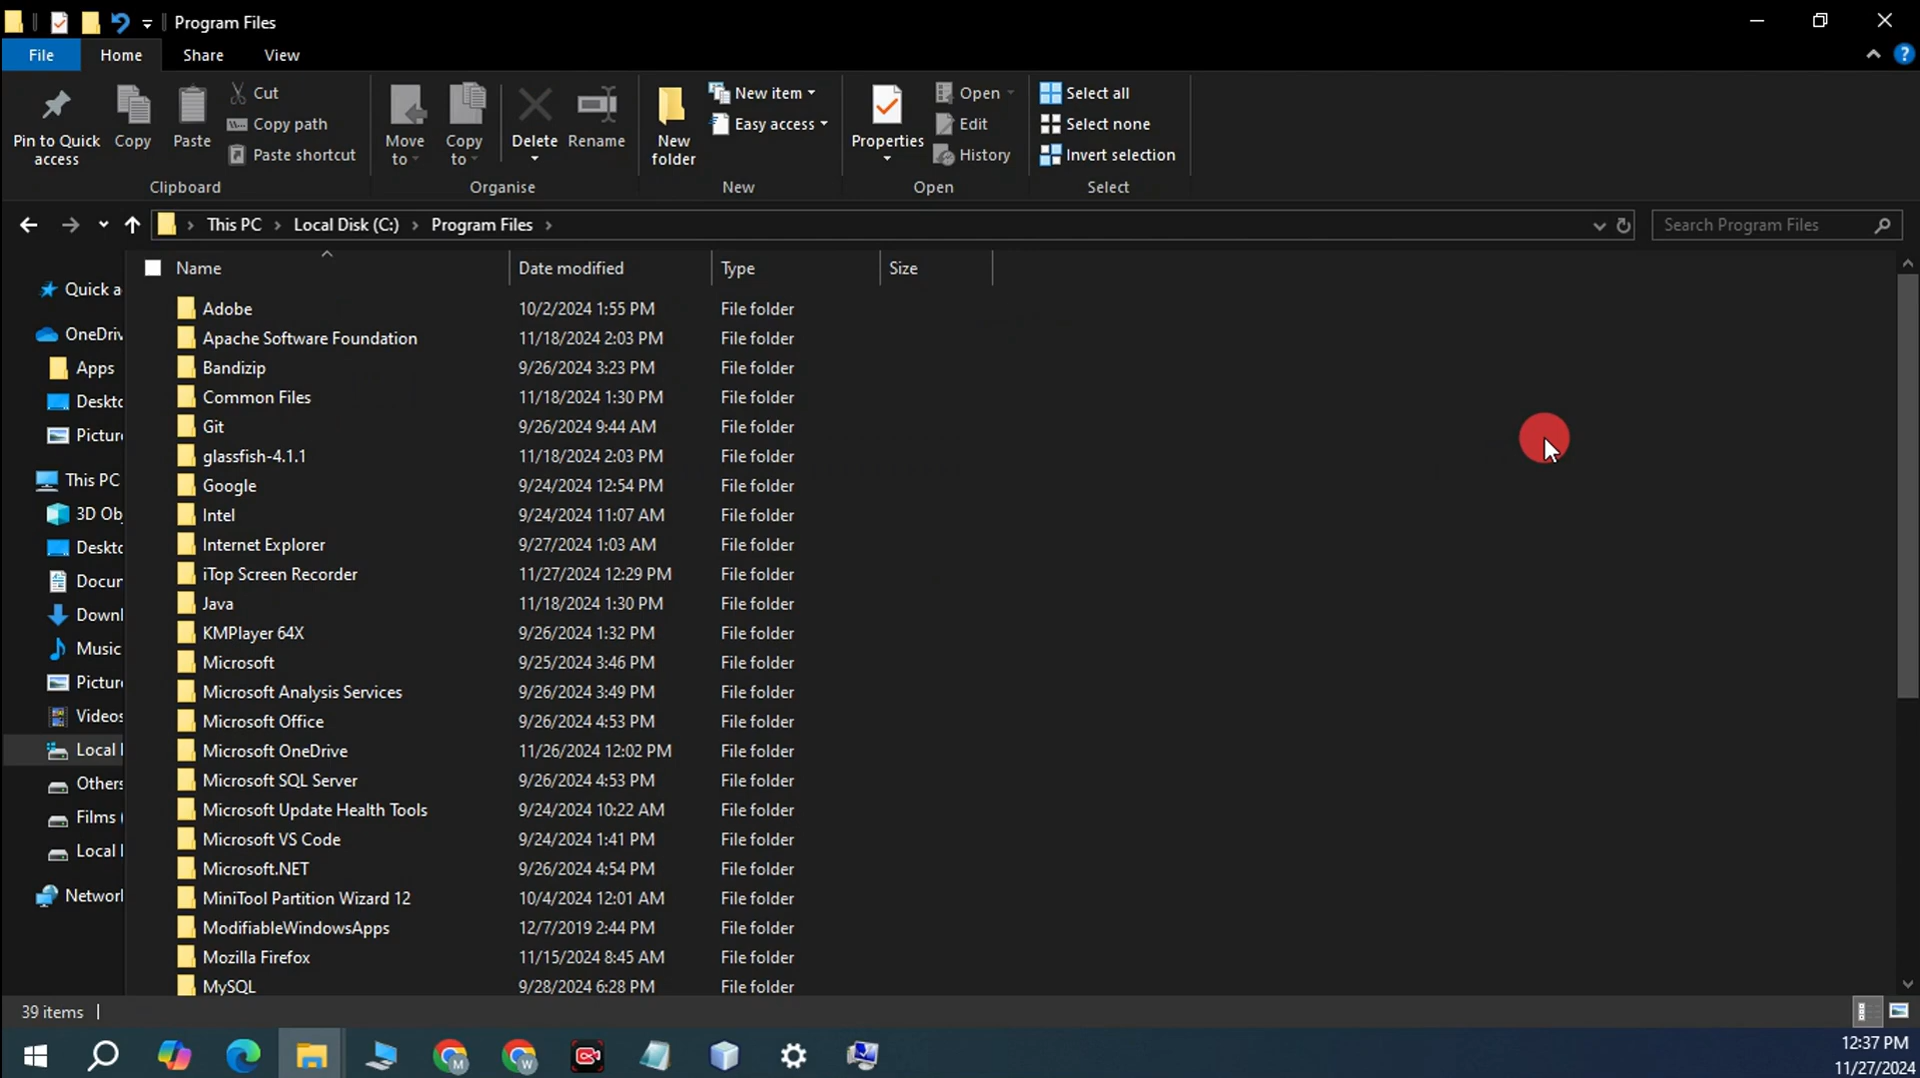 Program Files
File Home Share View
Pin to Quick access
Copy
Paste
Cut
Copy path
Paste shortcut
Clipboard
Move to
Copy to
Delete
Rename
Organise
New folder
New item
Easy access
New
Properties
Open
Edit
History
Open
Select all
Select none
Invert selection
Select
This PC > Local Disk (C:) > Program Files >
Search Program Files
Quick a
OneDriv
Apps
Deskto
Pictur
This PC
3D Ob
Deskto
Docur
Downl
Music
Pictur
Videos
Local
Others
Films (
Local
Network
Name Date modified Type Size
Adobe 10/2/2024 1:55 PM File folder
Apache Software Foundation 11/18/2024 2:03 PM File folder
Bandizip 9/26/2024 3:23 PM File folder
Common Files 11/18/2024 1:30 PM File folder
Git 9/26/2024 9:44 AM File folder
glassfish-4.1.1 11/18/2024 2:03 PM File folder
Google 9/24/2024 12:54 PM File folder
Intel 9/24/2024 11:07 AM File folder
Internet Explorer 9/27/2024 1:03 AM File folder
iTop Screen Recorder 11/27/2024 12:29 PM File folder
Java 11/18/2024 1:30 PM File folder
KMPlayer 64X 9/26/2024 1:32 PM File folder
Microsoft 9/25/2024 3:46 PM File folder
Microsoft Analysis Services 9/26/2024 3:49 PM File folder
Microsoft Office 9/26/2024 4:53 PM File folder
Microsoft OneDrive 11/26/2024 12:02 PM File folder
Microsoft SQL Server 9/26/2024 4:53 PM File folder
Microsoft Update Health Tools 9/24/2024 10:22 AM File folder
Microsoft VS Code 9/24/2024 1:41 PM File folder
Microsoft.NET 9/26/2024 4:54 PM File folder
MiniTool Partition Wizard 12 10/4/2024 12:01 AM File folder
ModifiableWindowsApps 12/7/2019 2:44 PM File folder
Mozilla Firefox 11/15/2024 8:45 AM File folder
MySQL 9/28/2024 6:28 PM File folder
39 items
M
W
12:37 PM
11/27/2024